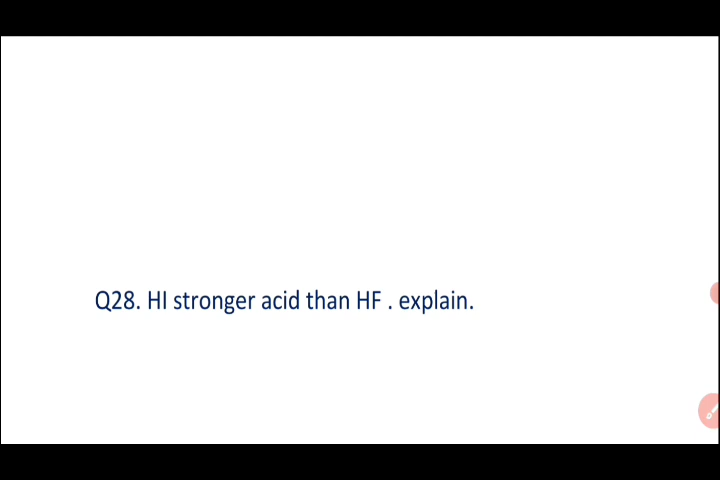 Q28. HI stronger acid than HF . explain.